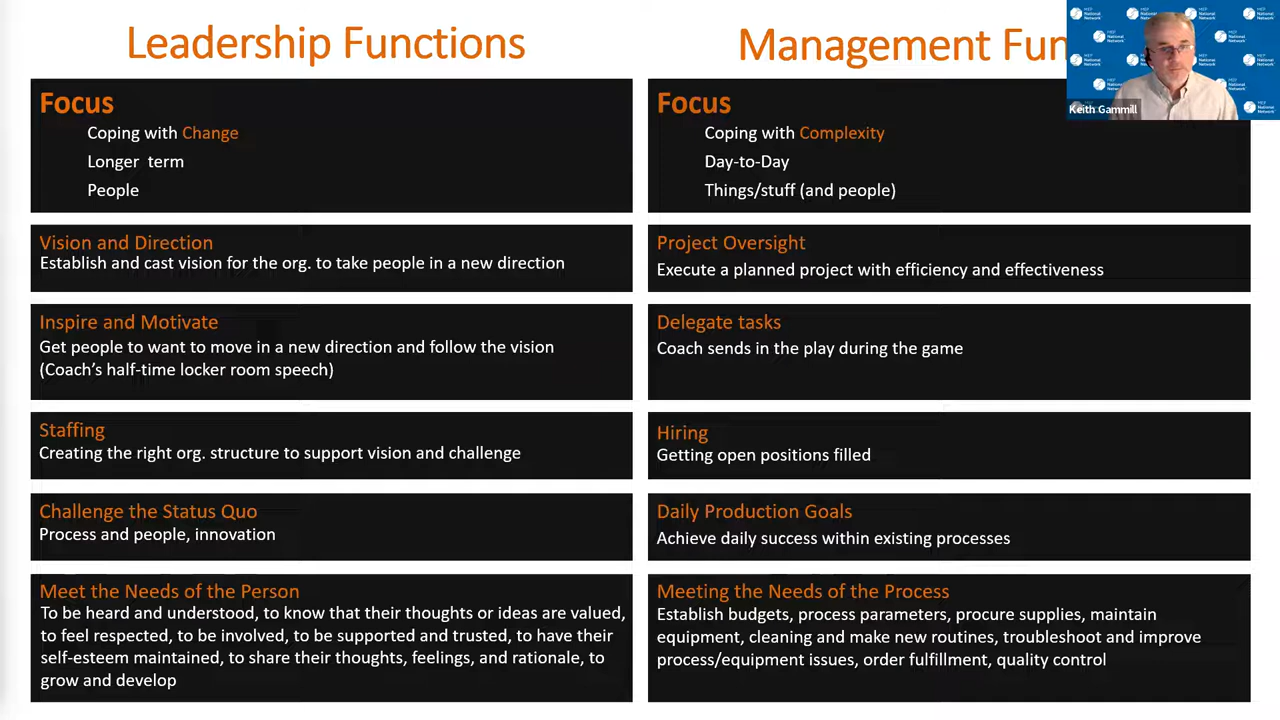 Leadership Functions
Focus
Coping with Change
Longer term
People
Vision and Direction
Establish and cast vision for the org. to take people in a new direction
Inspire and Motivate
Get people to want to move in a new direction and follow the vision
(Coach's half-time locker room speech)
Staffing
Creating the right org. structure to support vision and challenge
Challenge the Status Quo
Process and people, innovation
Meet the Needs of the Person
To be heard and understood, to know that their thoughts or ideas are valued,
to feel respected, to be involved, to be supported and trusted, to have their
self-esteem maintained, to share their thoughts, feelings, and rationale, to
grow and develop
Management Fun
Focus
Coping with Complexity
Day-to-Day
Things/stuff (and people)
Project Oversight
Execute a planned project with efficiency and effectiveness
Delegate tasks
Coach sends in the play during the game
Hiring
Getting open positions filled
Daily Production Goals
Achieve daily success within existing processes
Meeting the Needs of the Process
Establish budgets, process parameters, procure supplies, maintain
equipment, cleaning and make new routines, troubleshoot and improve
process/equipment issues, order fulfillment, quality control
MEP
National
Network
Keith Gammill